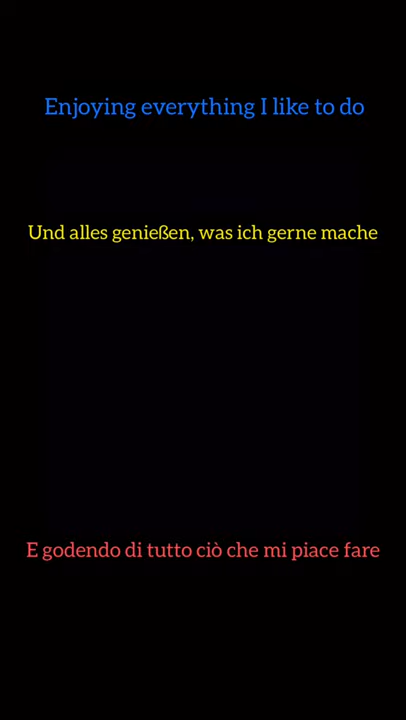 Enjoying everything I like to do
Und alles genießen, was ich gerne mache
E godendo di tutto ciò che mi piace fare